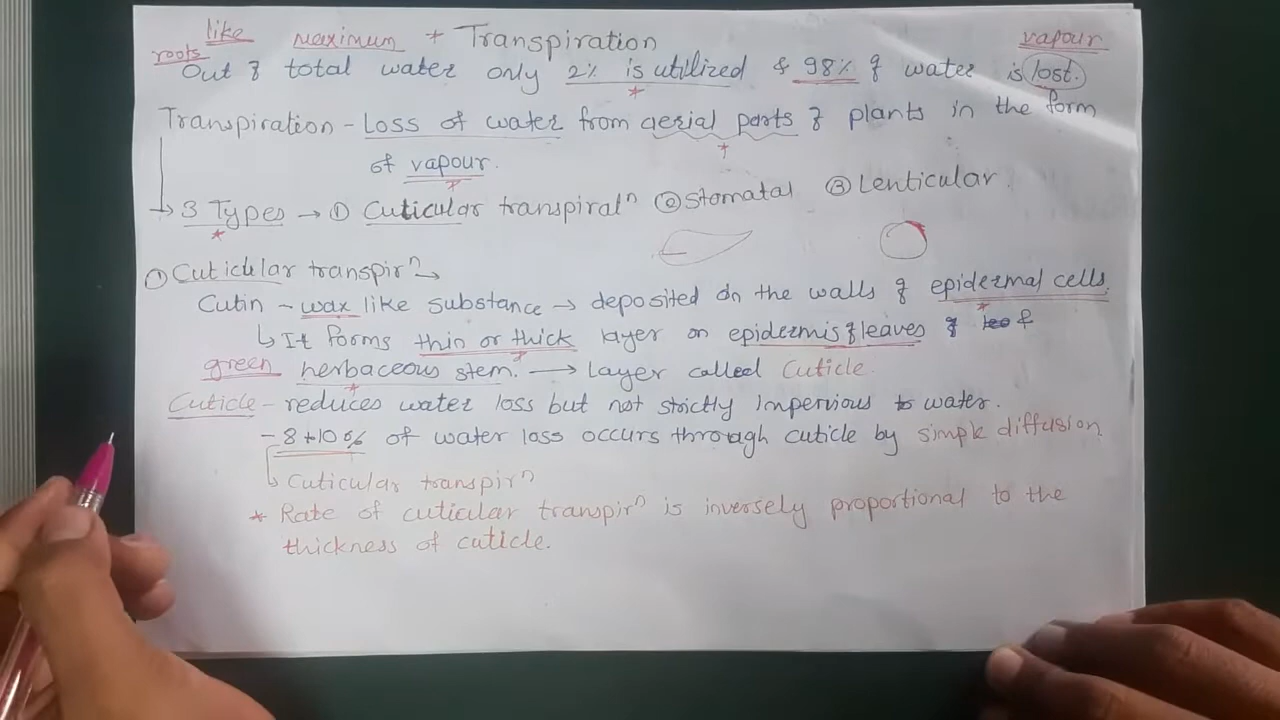 like maximum * Transpiration vapour
roots
Out of total water only 2% is utilized & 98% of water is lost.
Transpiration - Loss of water from aerial parts of plants in the form
of vapour.
3 Types → ① Cuticular transpiratⁿ ② Stomatal ③ Lenticular
① Cuticular transpirⁿ
Cutin - wax like substance → deposited on the walls of epidermal cells.
↳ It forms thin or thick layer on epidermis of leaves &
green herbaceous stem. → Layer called Cuticle.
Cuticle - reduces water loss but not strictly impervious to water.
- 8 to 10% of water loss occurs through cuticle by simple diffusion
↳ Cuticular transpirⁿ
* Rate of cuticular transpirⁿ is inversely proportional to the
thickness of cuticle.